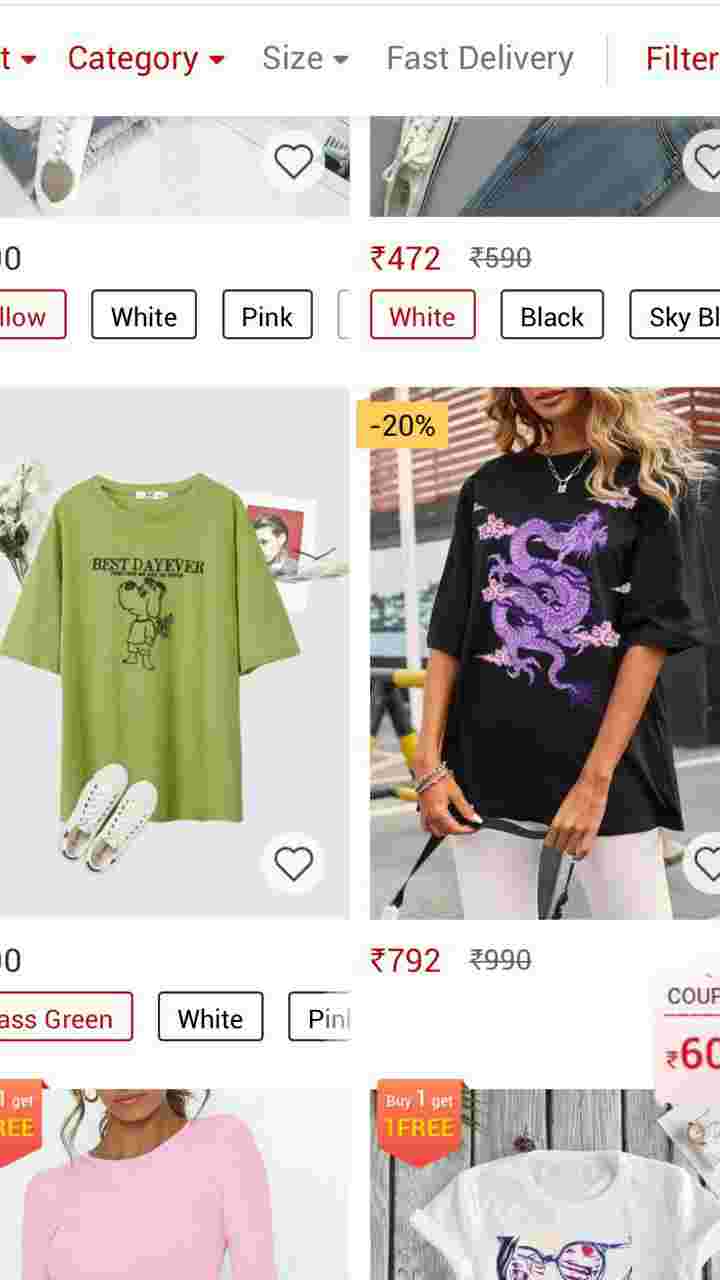 t Category Size Fast Delivery Filter
00 ₹472 ₹590
llow White Pink White Black Sky Bl
-20%
BEST DAYEVER
00 ₹792 ₹990
COUP
ass Green White Pin
₹60
1 get
REE
Buy 1 get
1FREE